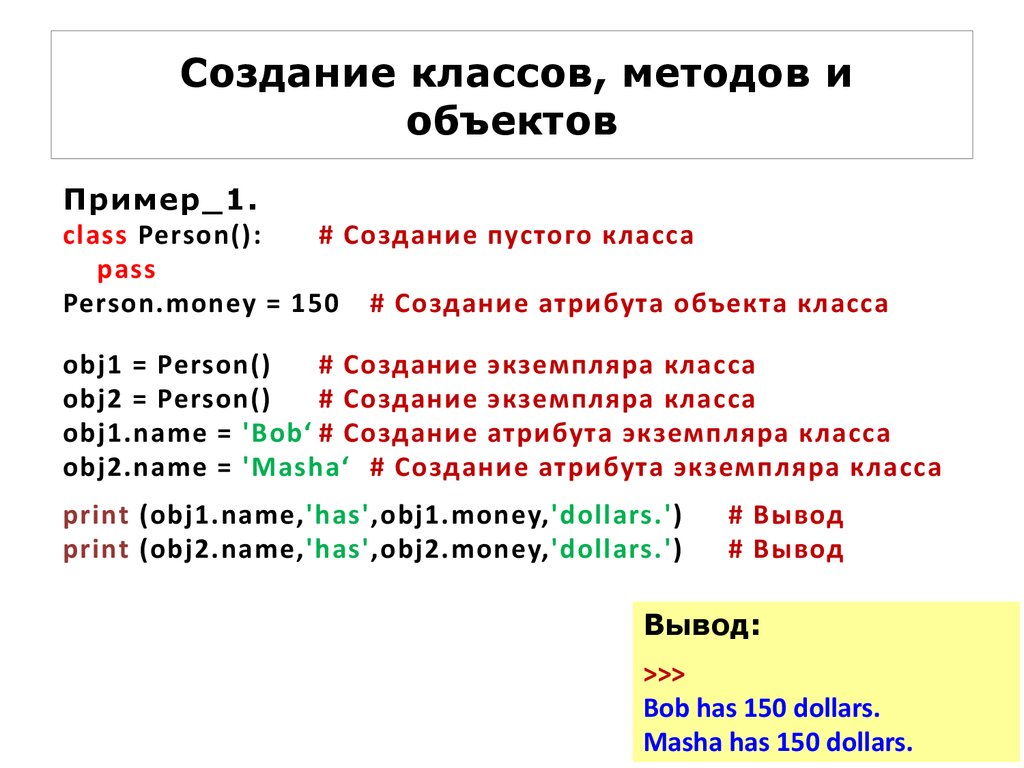 Создание классов, методов и
объектов
Пример_1.
class Person():    # Создание пустого класса
pass
Person.money = 150    # Создание атрибута объекта класса
obj1 = Person()    # Создание экземпляра класса
obj2 = Person()    # Создание экземпляра класса
obj1.name = 'Bob‘ # Создание атрибута экземпляра класса
obj2.name = 'Masha‘  # Создание атрибута экземпляра класса
print (obj1.name,'has',obj1.money,'dollars.')    # Вывод
print (obj2.name,'has',obj2.money,'dollars.')    # Вывод
Вывод:
>>>
Bob has 150 dollars.
Masha has 150 dollars.